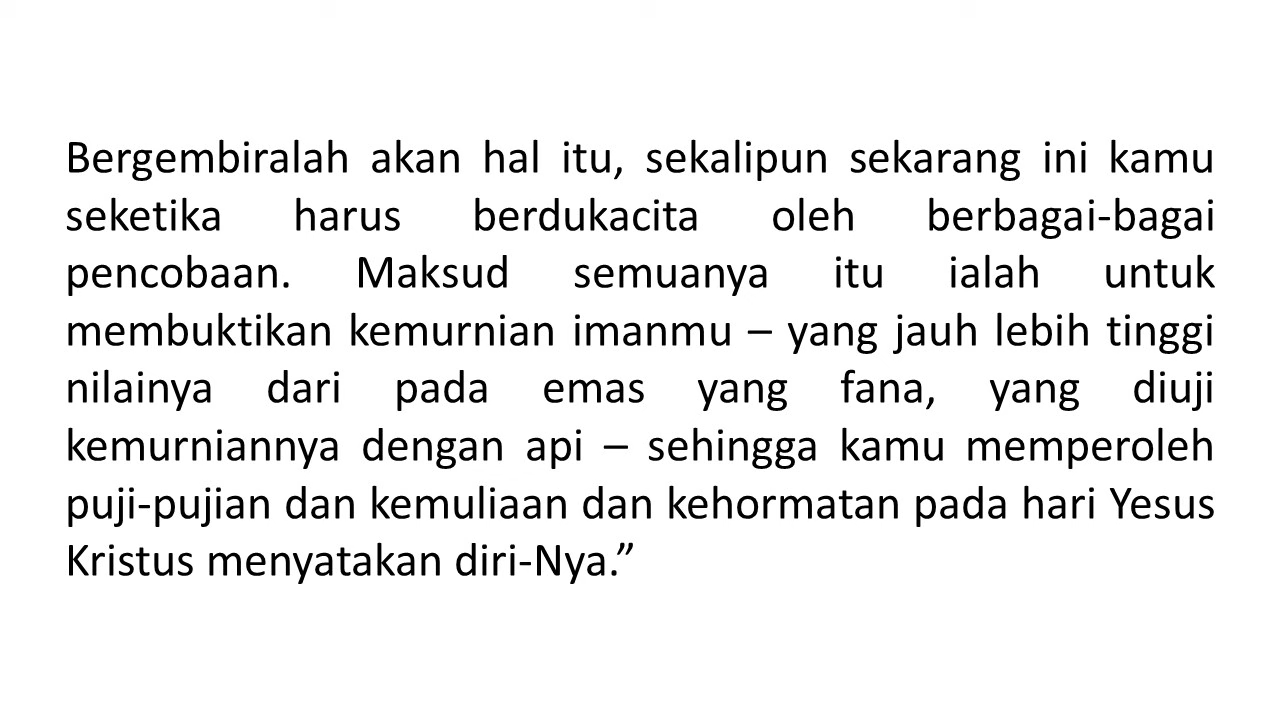 Bergembiralah akan hal itu, sekalipun sekarang ini kamu
seketika harus berdukacita oleh berbagai-bagai
pencobaan. Maksud semuanya itu ialah untuk
membuktikan kemurnian imanmu – yang jauh lebih tinggi
nilainya dari pada emas yang fana, yang diuji
kemurniannya dengan api – sehingga kamu memperoleh
puji-pujian dan kemuliaan dan kehormatan pada hari Yesus
Kristus menyatakan diri-Nya.”